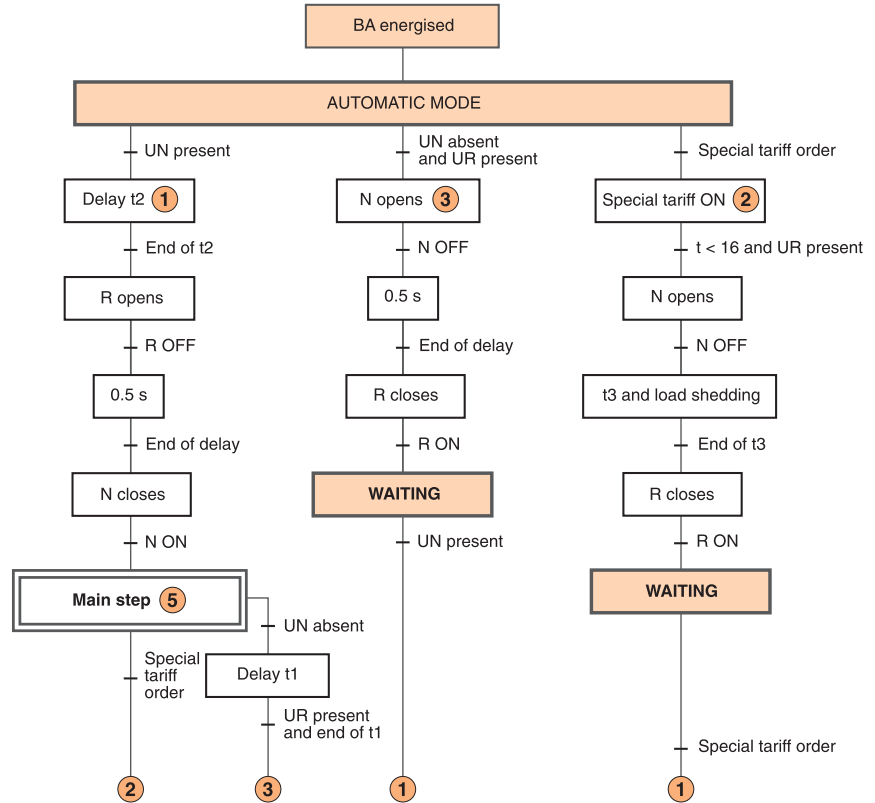 BA energised
AUTOMATIC MODE
UN present
UN absent
and UR present
Special tariff order
Delay t2 1
N opens 3
Special tariff ON 2
End of t2
N OFF
t < 16 and UR present
R opens
0.5 s
N opens
R OFF
End of delay
N OFF
0.5 s
R closes
t3 and load shedding
End of delay
R ON
End of t3
N closes
WAITING
R closes
N ON
UN present
R ON
Main step 5
WAITING
UN absent
Special
tariff
order
Delay t1
UR present
and end of t1
Special tariff order
2
3
1
1